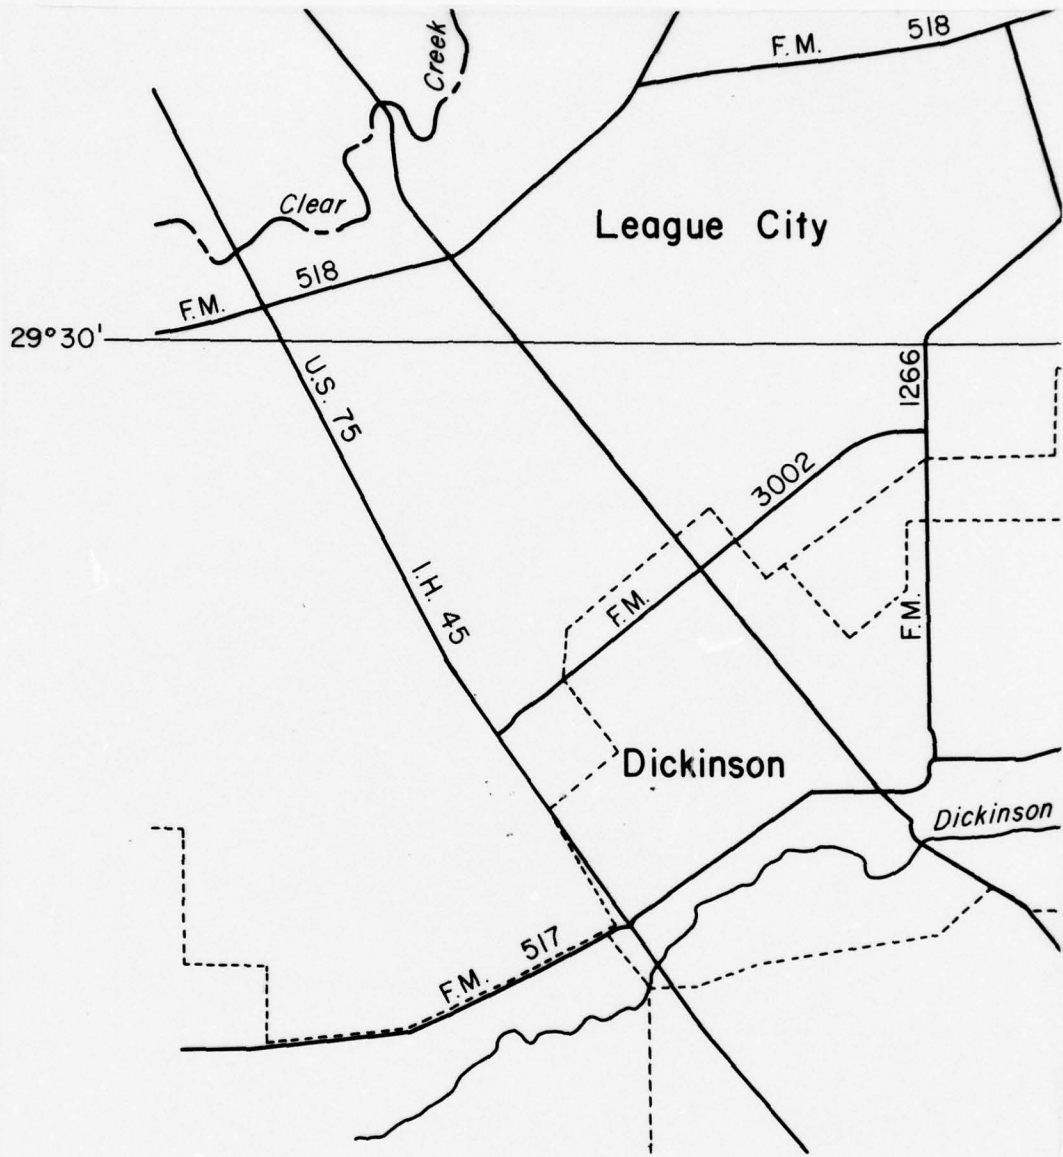 Creek
F.M. 518
Clear
League City
F.M. 518
29°30'
U.S. 75
1266
3002
I.H. 45
F.M.
F.M.
Dickinson
Dickinson
F.M. 517